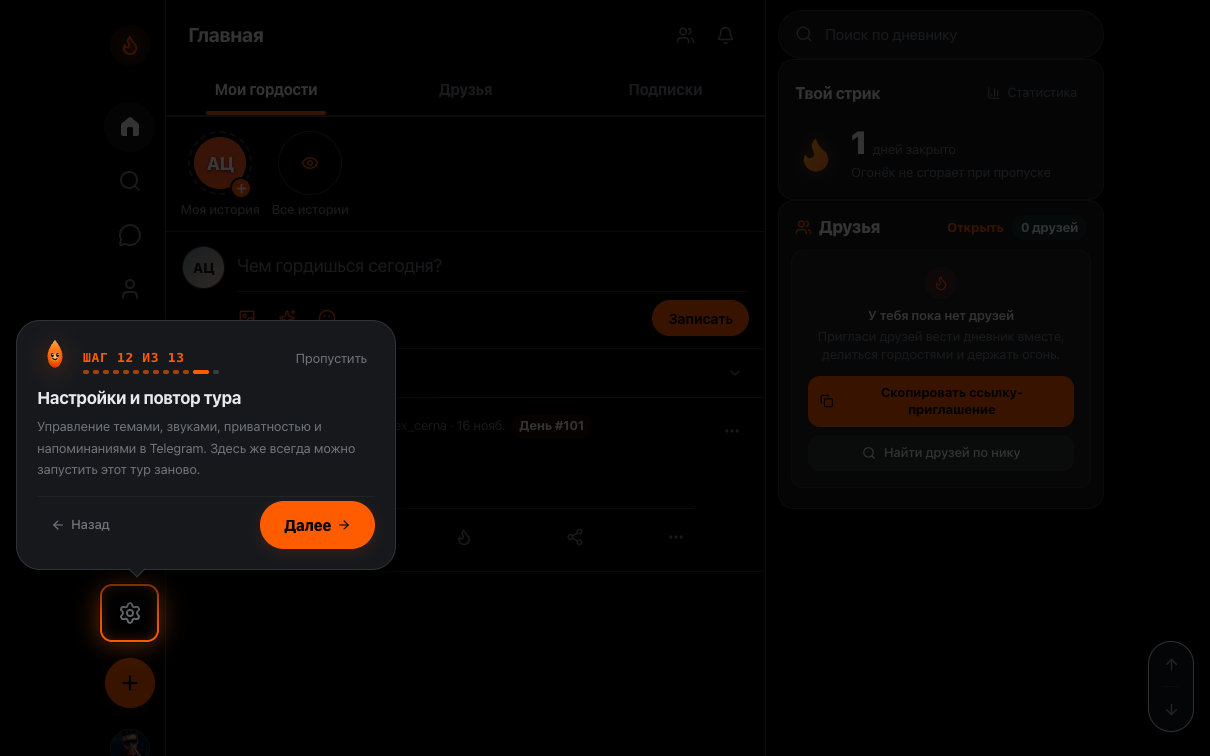 Главная
Мои гордости
Друзья
Подписки
АЦ
Моя история
Все истории
АЦ
Чем гордишься сегодня?
Записать
ex_cerna · 16 нояб.
День #101
ШАГ 12 ИЗ 13
Пропустить
Настройки и повтор тура
Управление темами, звуками, приватностью и
напоминаниями в Telegram. Здесь же всегда можно
запустить этот тур заново.
Назад
Далее
Поиск по дневнику
Твой стрик
Статистика
1 дней закрыто
Огонёк не сгорает при пропуске
Друзья
Открыть
0 друзей
У тебя пока нет друзей
Пригласи друзей вести дневник вместе,
делиться гордостями и держать огонь.
Скопировать ссылку-
приглашение
Найти друзей по нику